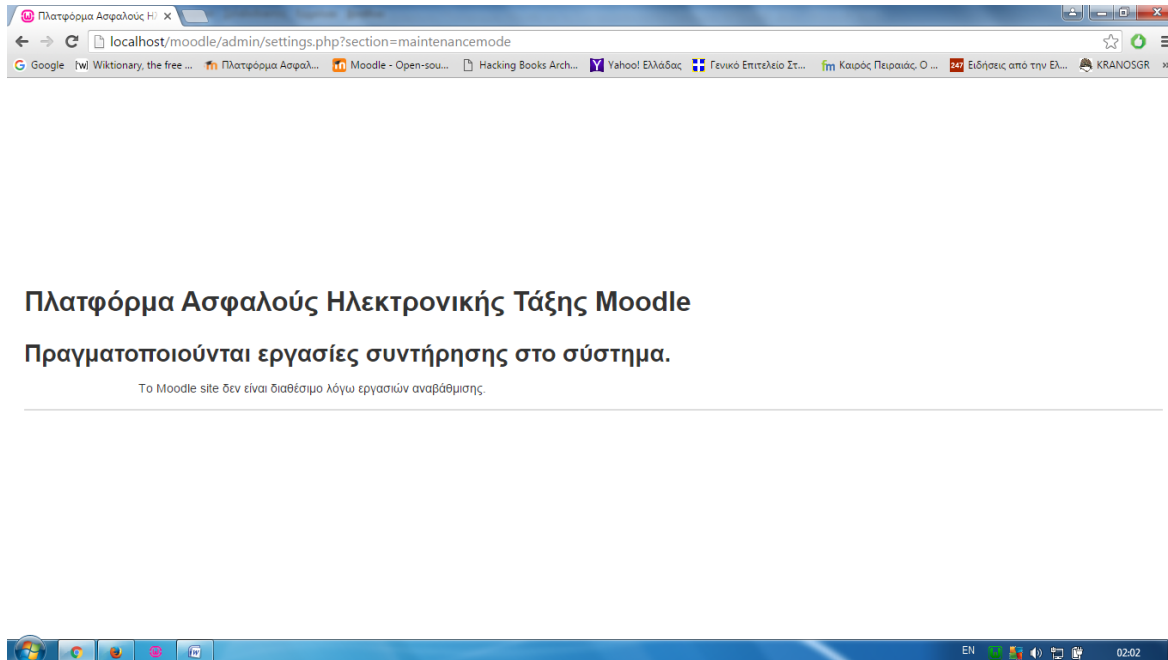 Πλατφόρμα Ασφαλούς Ηλ
localhost/moodle/admin/settings.php?section=maintenancemode
Google Wiktionary, the free ... Πλατφόρμα Ασφαλ... Moodle - Open-sou... Hacking Books Arch... Yahoo! Ελλάδας Γενικό Επιτελείο Στ... Καιρός Πειραιάς. Ο ... Ειδήσεις από την Ελ... KRANOSGR »
Πλατφόρμα Ασφαλούς Ηλεκτρονικής Τάξης Moodle
Πραγματοποιούνται εργασίες συντήρησης στο σύστημα.
Το Moodle site δεν είναι διαθέσιμο λόγω εργασιών αναβάθμισης.
EN 02:02